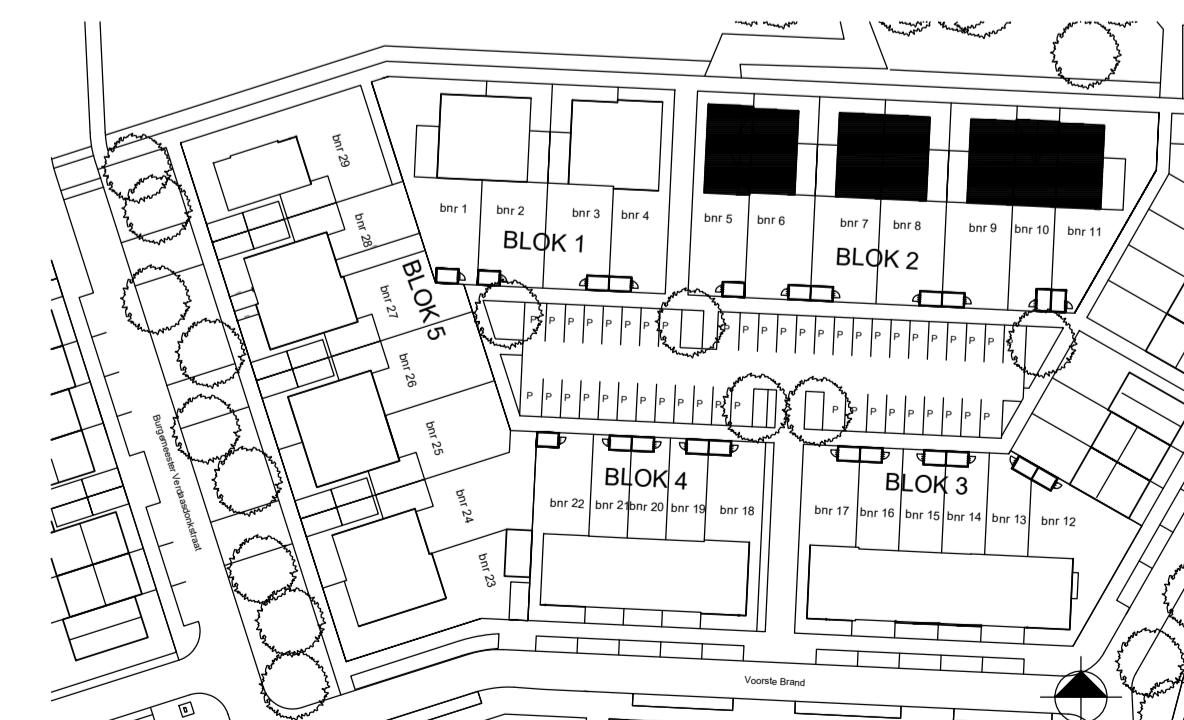 bnr 29
bnr 28
bnr 27
bnr 26
bnr 25
bnr 24
bnr 23
BLOK 5
bnr 1 bnr 2 bnr 3 bnr 4
BLOK 1
bnr 5 bnr 6 bnr 7 bnr 8 bnr 9 bnr 10 bnr 11
BLOK 2
P P P P P P P P P P P P P P P P P P P P P P P
P P P P P P P P P P P P P P P P P P P P P
BLOK 4
bnr 22 bnr 21 bnr 20 bnr 19 bnr 18
BLOK 3
bnr 17 bnr 16 bnr 15 bnr 14 bnr 13 bnr 12
Burgemeester Verdaasdonkstraat
Voorste Brand